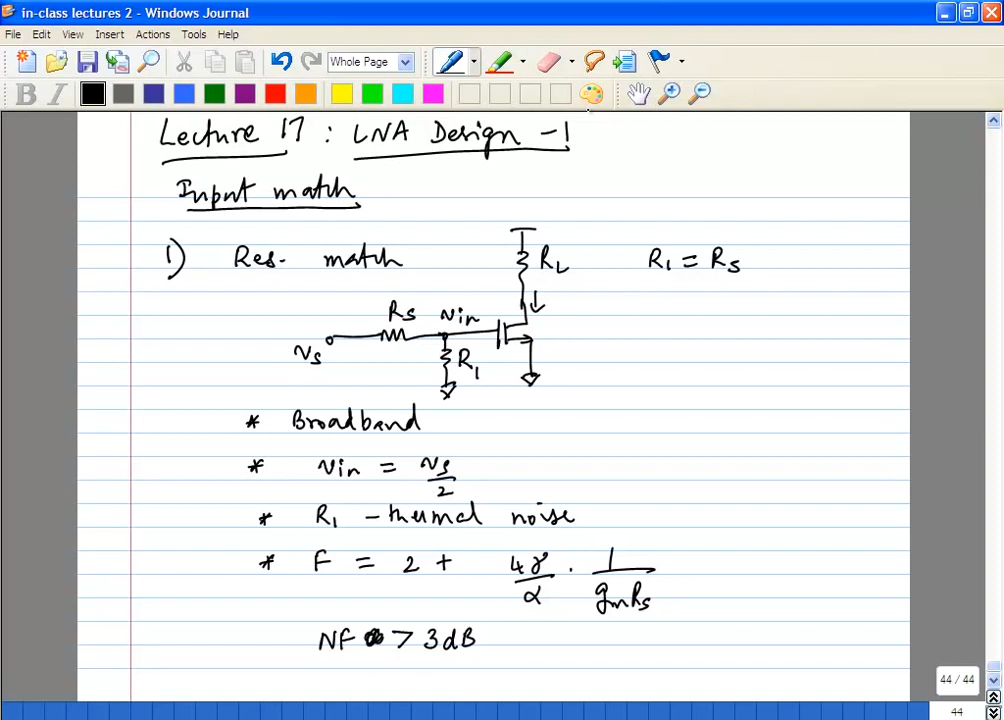 in-class lectures 2 - Windows Journal
File Edit View Insert Actions Tools Help
Whole Page
B I
Lecture 17 : LNA Design -1
Input match
1) Res. match
RL
R1 = RS
RS
vin
vs
R1
* Broadband
* vin = vs/2
* R1 - thermal noise
* F = 2 + 4γ/α · 1/gmRs
NF > 3dB
44 / 44
44